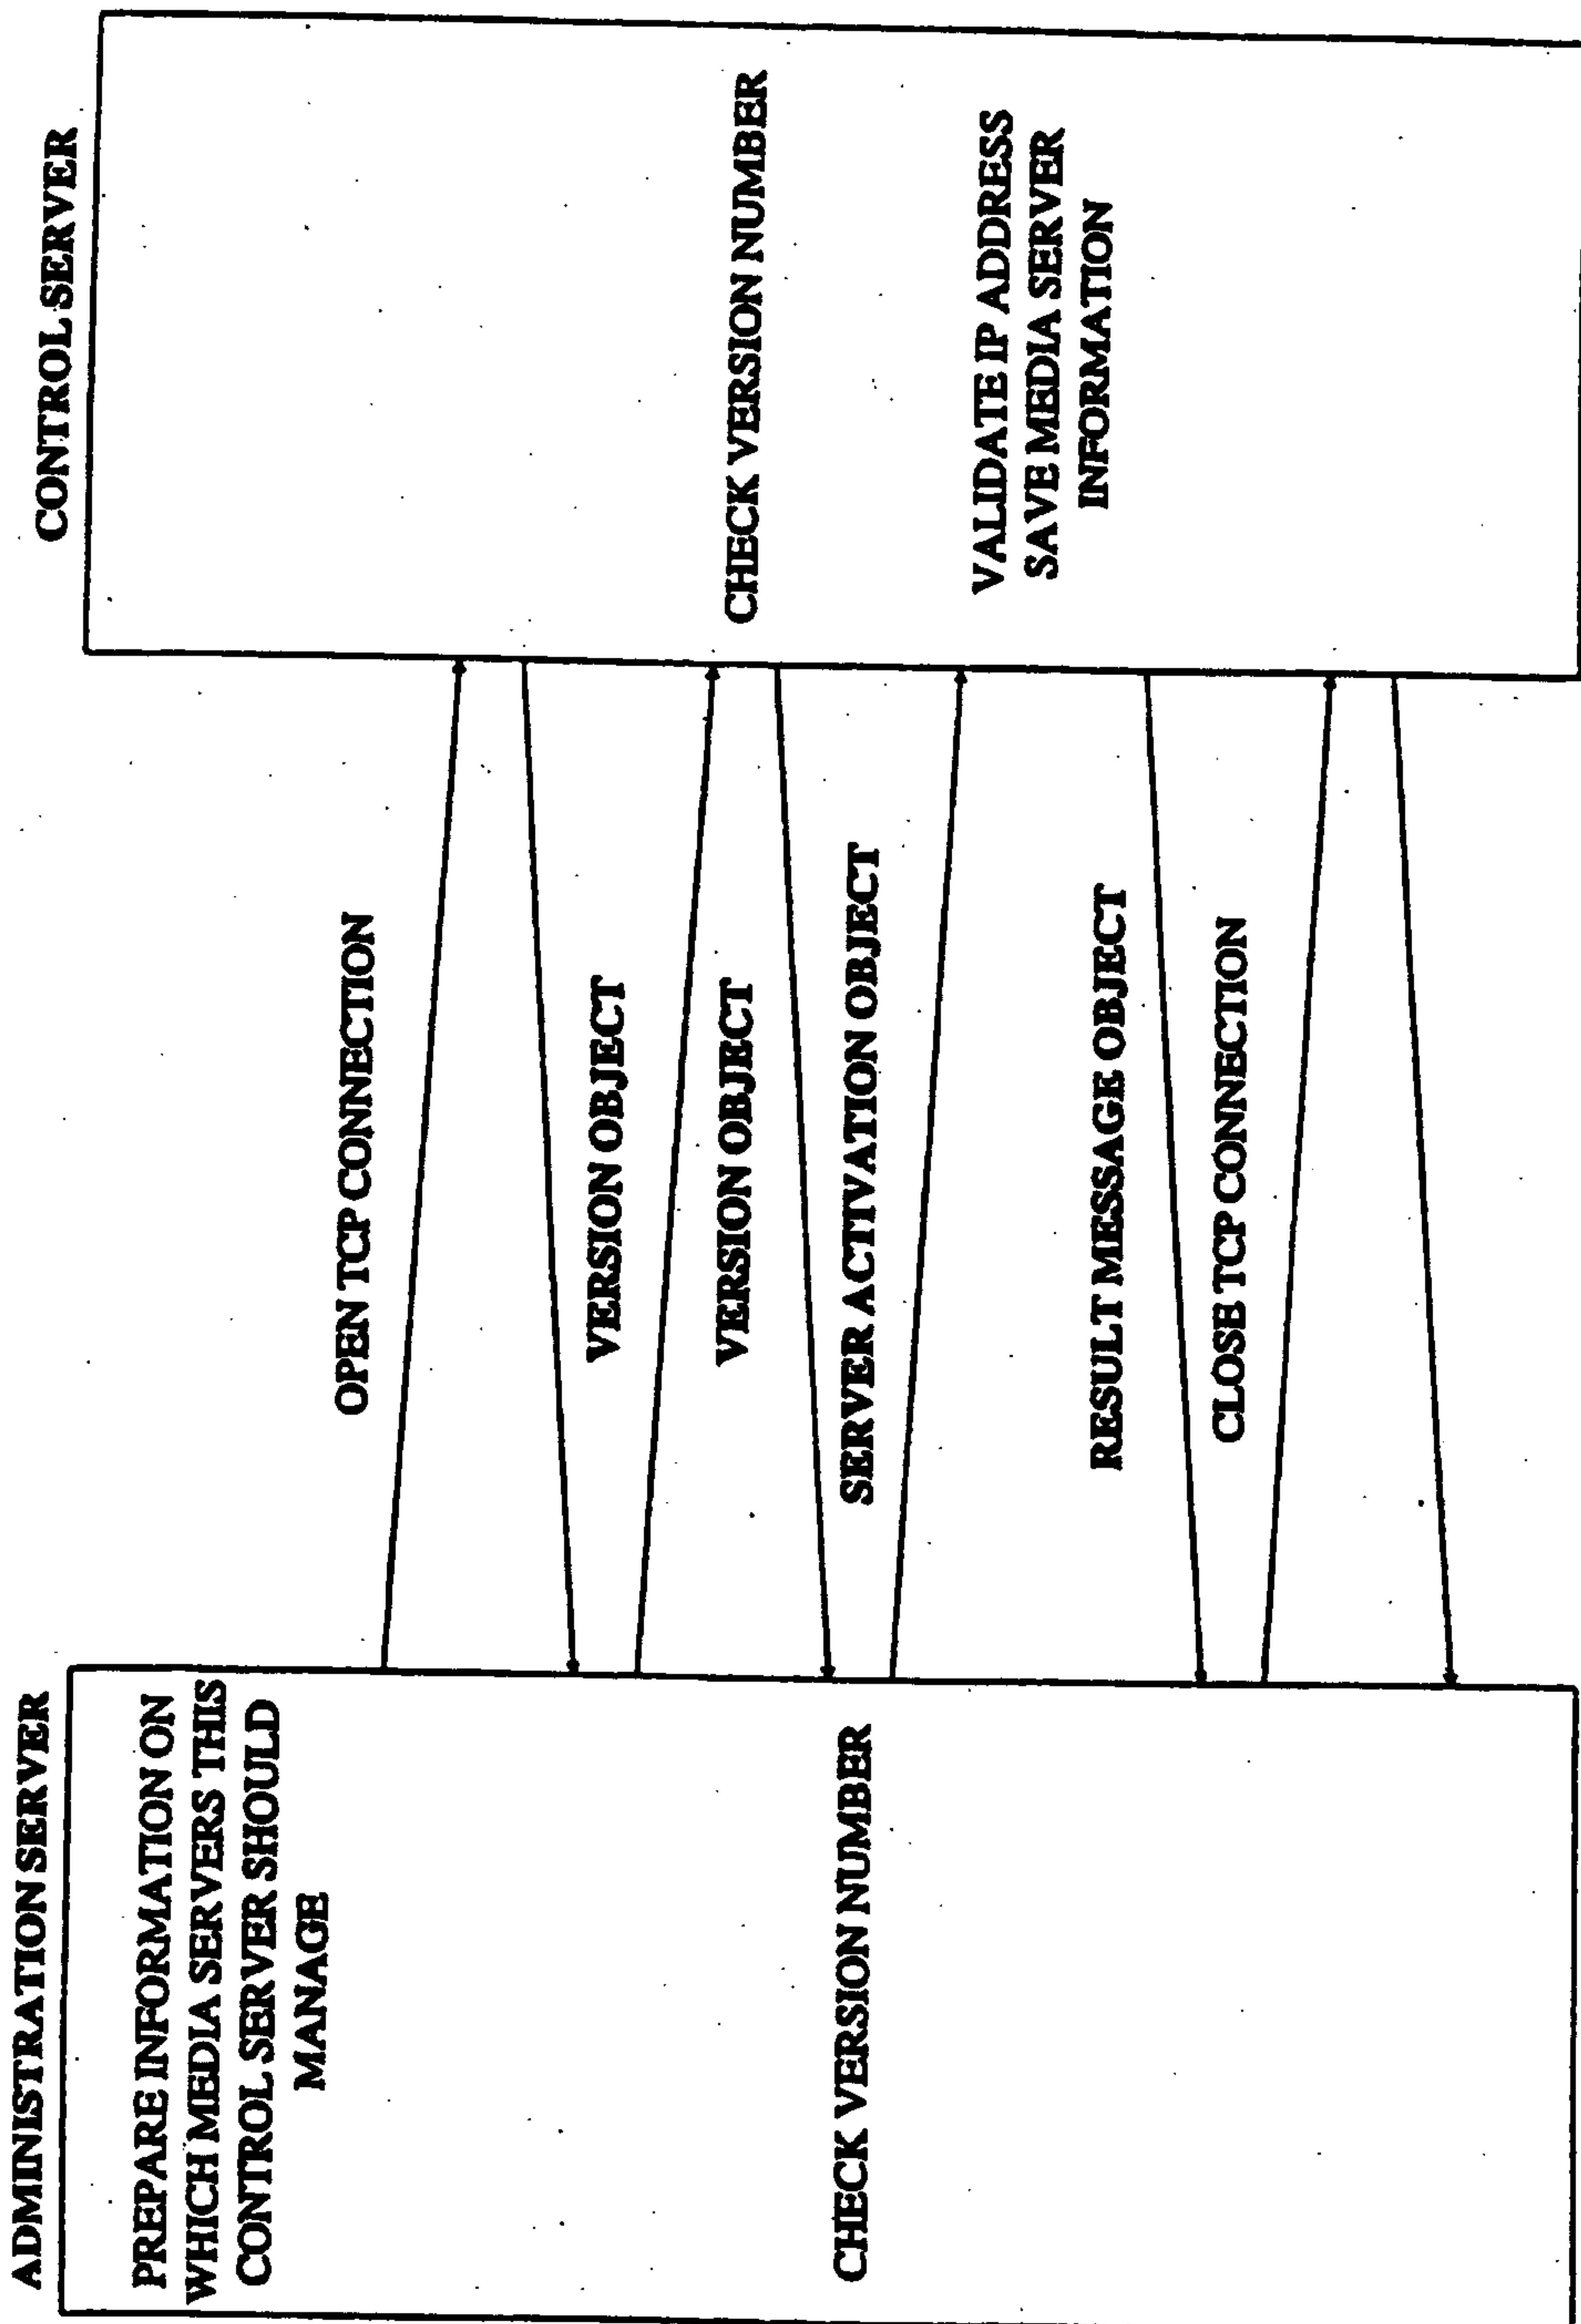 ADMINISTRATION SERVER
PREPARE INFORMATION ON
WHICH MEDIA SERVERS THIS
CONTROL SERVER SHOULD
MANAGE
CHECK VERSION NUMBER
OPEN TCP CONNECTION
VERSION OBJECT
VERSION OBJECT
SERVER ACTIVATION OBJECT
RESULT MESSAGE OBJECT
CLOSE TCP CONNECTION
CONTROL SERVER
CHECK VERSION NUMBER
VALIDATE IP ADDRESS
SAVE MEDIA SERVER
INFORMATION